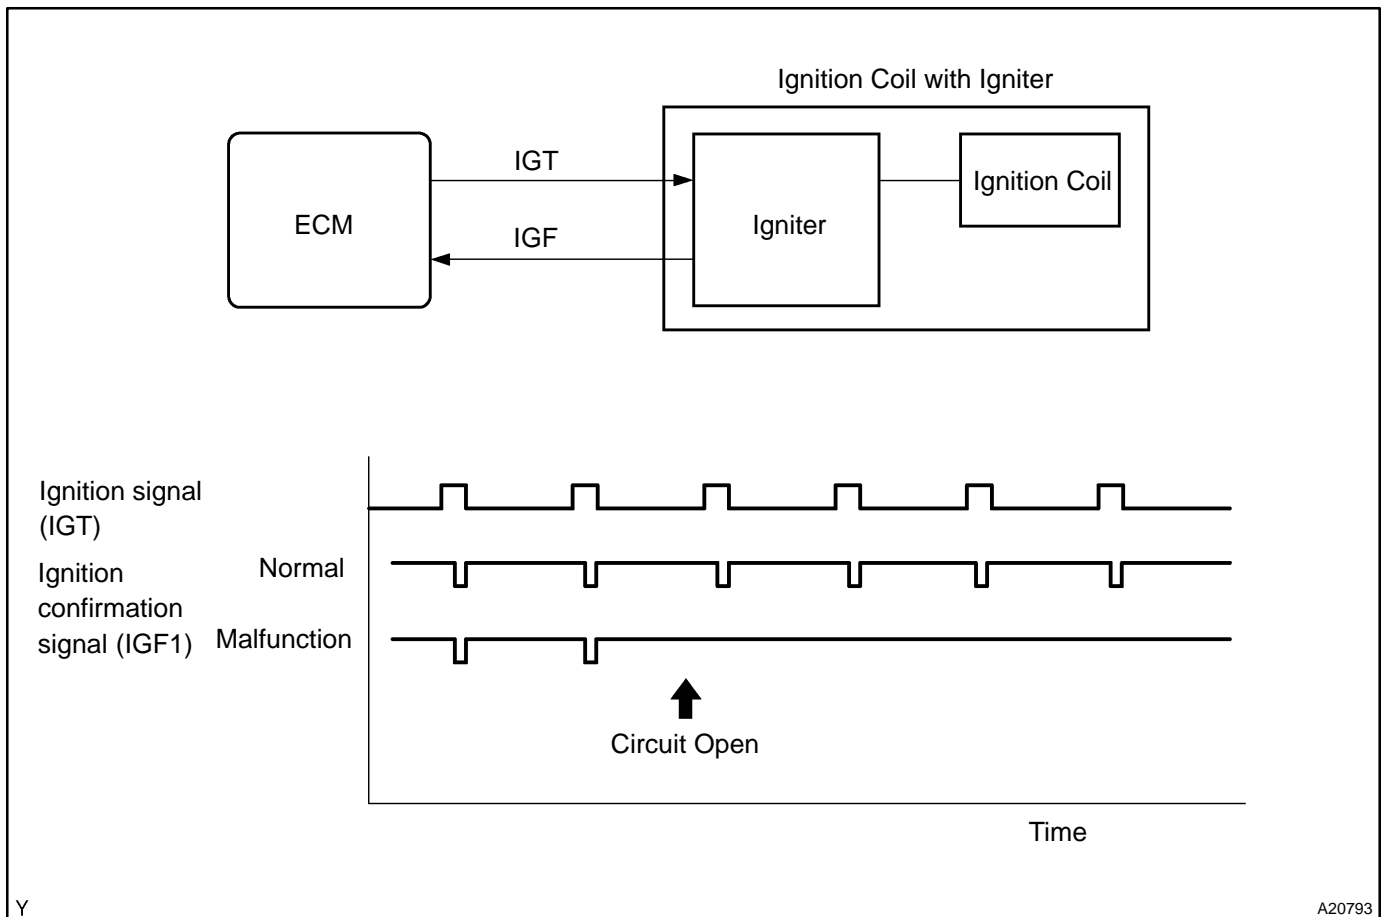 Ignition Coil with Igniter
ECM
IGT
IGF
Igniter
Ignition Coil
Ignition signal
(IGT)
Ignition
confirmation
signal (IGF1)
Normal
Malfunction
Circuit Open
Time
Y
A20793